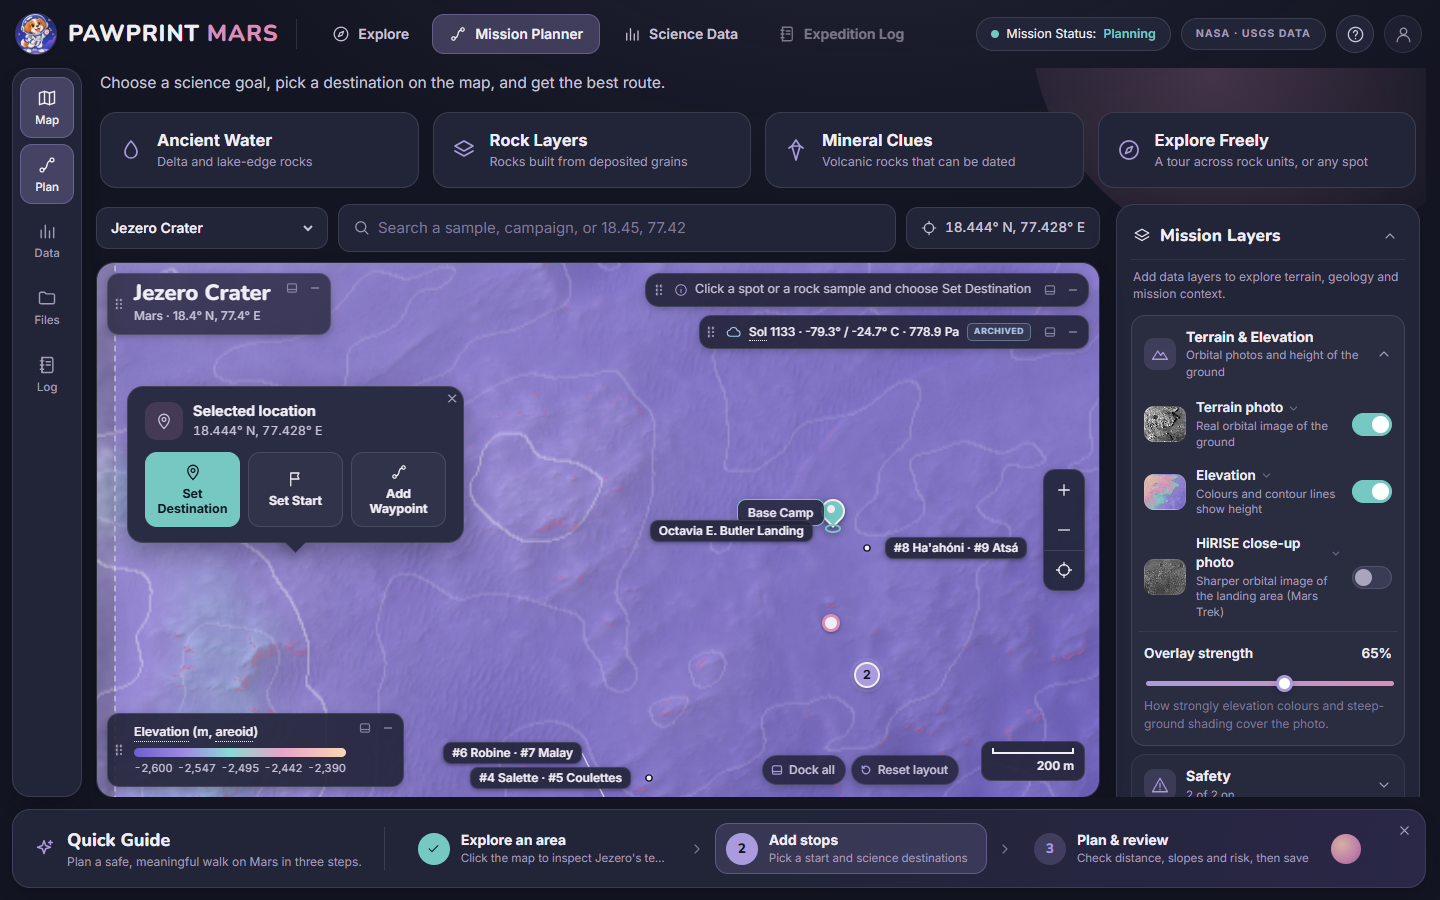 PAWPRINT MARS
Explore
Mission Planner
Science Data
Expedition Log
Mission Status: Planning
NASA · USGS DATA
Map
Plan
Data
Files
Log
Choose a science goal, pick a destination on the map, and get the best route.
Ancient Water
Delta and lake-edge rocks
Rock Layers
Rocks built from deposited grains
Mineral Clues
Volcanic rocks that can be dated
Explore Freely
A tour across rock units, or any spot
Jezero Crater
Search a sample, campaign, or 18.45, 77.42
18.444° N, 77.428° E
Jezero Crater
Mars · 18.4° N, 77.4° E
Click a spot or a rock sample and choose Set Destination
Sol 1133 · -79.3° / -24.7° C · 778.9 Pa ARCHIVED
Selected location
18.444° N, 77.428° E
Set
Destination
Set Start
Add
Waypoint
Base Camp
Octavia E. Butler Landing
#8 Ha'ahóni · #9 Atsá
2
#6 Robine · #7 Malay
#4 Salette · #5 Coulettes
Elevation (m, areoid)
-2,600 -2,547 -2,495 -2,442 -2,390
Dock all
Reset layout
200 m
Mission Layers
Add data layers to explore terrain, geology and
mission context.
Terrain & Elevation
Orbital photos and height of the
ground
Terrain photo
Real orbital image of the
ground
Elevation
Colours and contour lines
show height
HiRISE close-up
photo
Sharper orbital image of
the landing area (Mars
Trek)
Overlay strength 65%
How strongly elevation colours and steep-
ground shading cover the photo.
Safety
2 of 2 on
Quick Guide
Plan a safe, meaningful walk on Mars in three steps.
Explore an area
Click the map to inspect Jezero's te...
2
Add stops
Pick a start and science destinations
3
Plan & review
Check distance, slopes and risk, then save